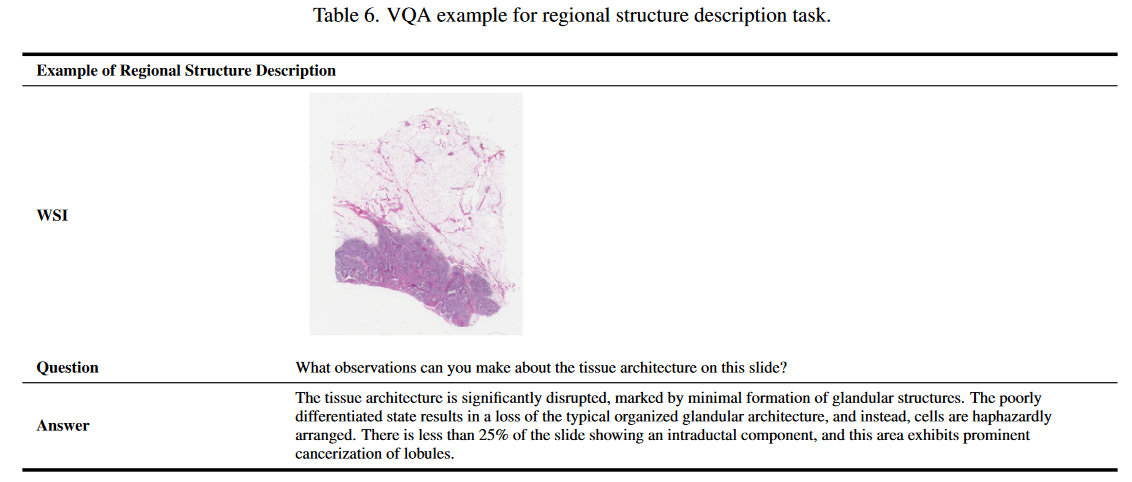 Table 6. VQA example for regional structure description task.
Example of Regional Structure Description
WSI
Question
What observations can you make about the tissue architecture on this slide?
Answer
The tissue architecture is significantly disrupted, marked by minimal formation of glandular structures. The poorly
differentiated state results in a loss of the typical organized glandular architecture, and instead, cells are haphazardly
arranged. There is less than 25% of the slide showing an intraductal component, and this area exhibits prominent
cancerization of lobules.